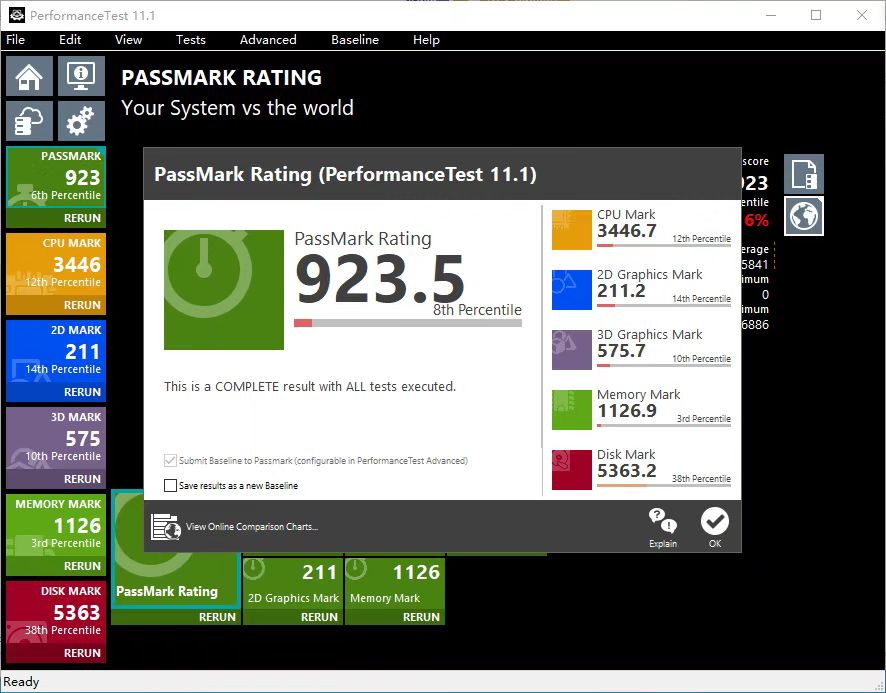 PerformanceTest 11.1
File Edit View Tests Advanced Baseline Help
PASSMARK RATING
Your System vs the world
PASSMARK
923
6th Percentile
RERUN
CPU MARK
3446
12th Percentile
RERUN
2D MARK
211
14th Percentile
RERUN
3D MARK
575
10th Percentile
RERUN
MEMORY MARK
1126
3rd Percentile
RERUN
DISK MARK
5363
38th Percentile
RERUN
PassMark Rating (PerformanceTest 11.1)
PassMark Rating
923.5
8th Percentile
This is a COMPLETE result with ALL tests executed.
Submit Baseline to Passmark (configurable in PerformanceTest Advanced)
Save results as a new Baseline
CPU Mark
3446.7
12th Percentile
2D Graphics Mark
211.2
14th Percentile
3D Graphics Mark
575.7
10th Percentile
Memory Mark
1126.9
3rd Percentile
Disk Mark
5363.2
38th Percentile
View Online Comparison Charts...
Explain
OK
score
923
entile
6%
erage
5841
imum
0
imum
6886
PassMark Rating
RERUN
211
2D Graphics Mark
RERUN
1126
Memory Mark
RERUN
Ready